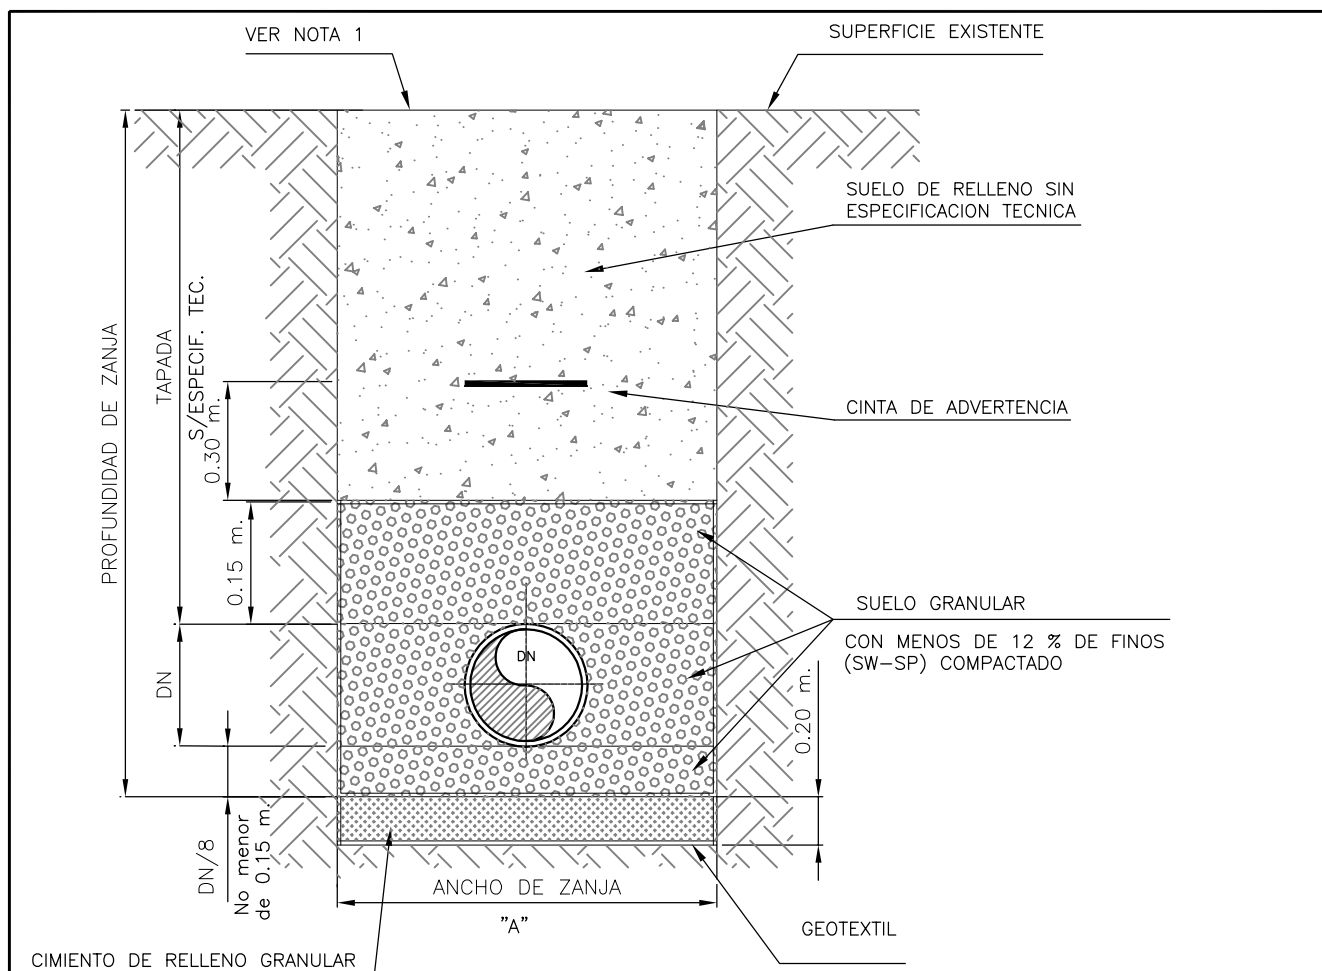 VER NOTA 1
SUPERFICIE EXISTENTE
SUELO DE RELLENO SIN
ESPECIFICACION TECNICA
PROFUNDIDAD DE ZANJA
TAPADA
S/ESPECIF. TEC.
0.30 m.
CINTA DE ADVERTENCIA
0.15 m.
SUELO GRANULAR
CON MENOS DE 12 % DE FINOS
(SW-SP) COMPACTADO
DN
DN
0.20 m.
DN/8
No menor
de 0.15 m.
ANCHO DE ZANJA
"A"
GEOTEXTIL
CIMIENTO DE RELLENO GRANULAR